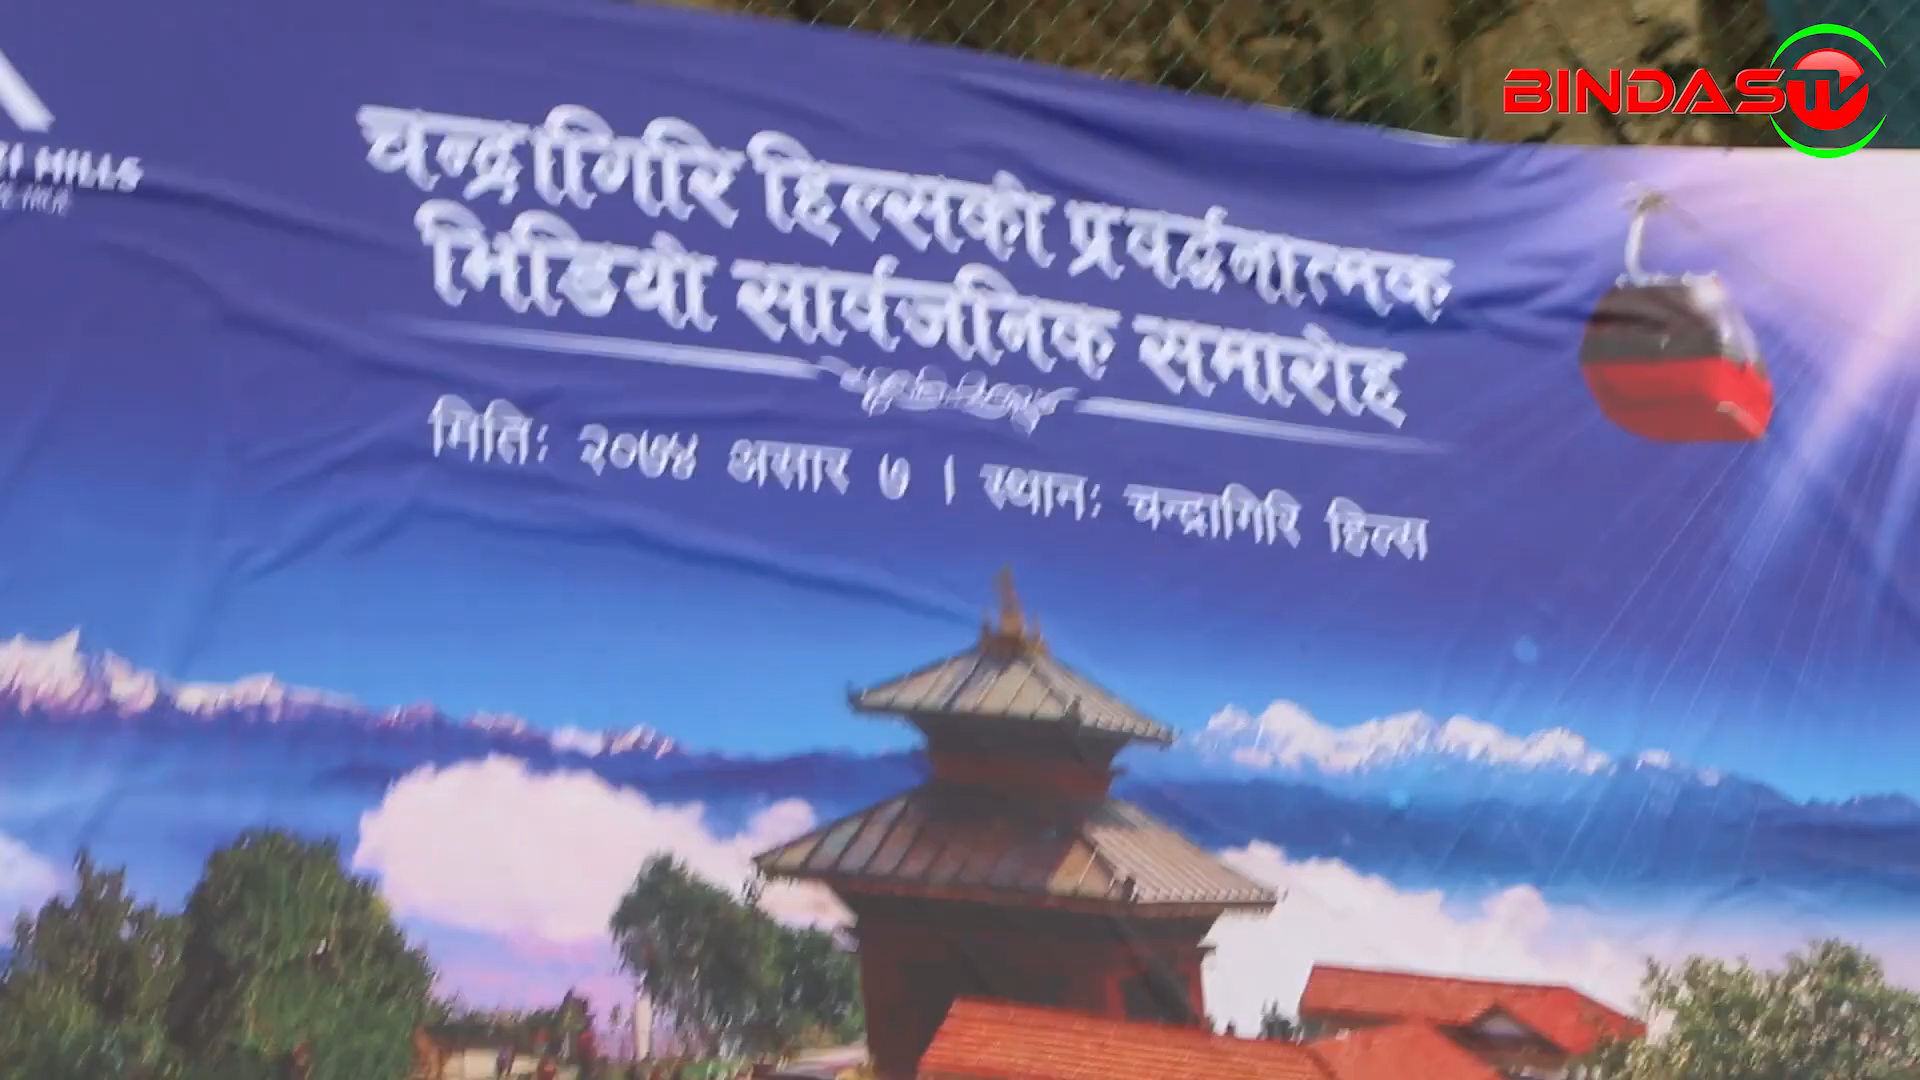 BINDAS TV
HILLS
चन्द्रागिरि हिल्सको प्रवर्द्धनात्मक
भिडियो सार्वजनिक समारोह
मिति: २०७४ असार ७ । स्थान: चन्द्रागिरि हिल्स